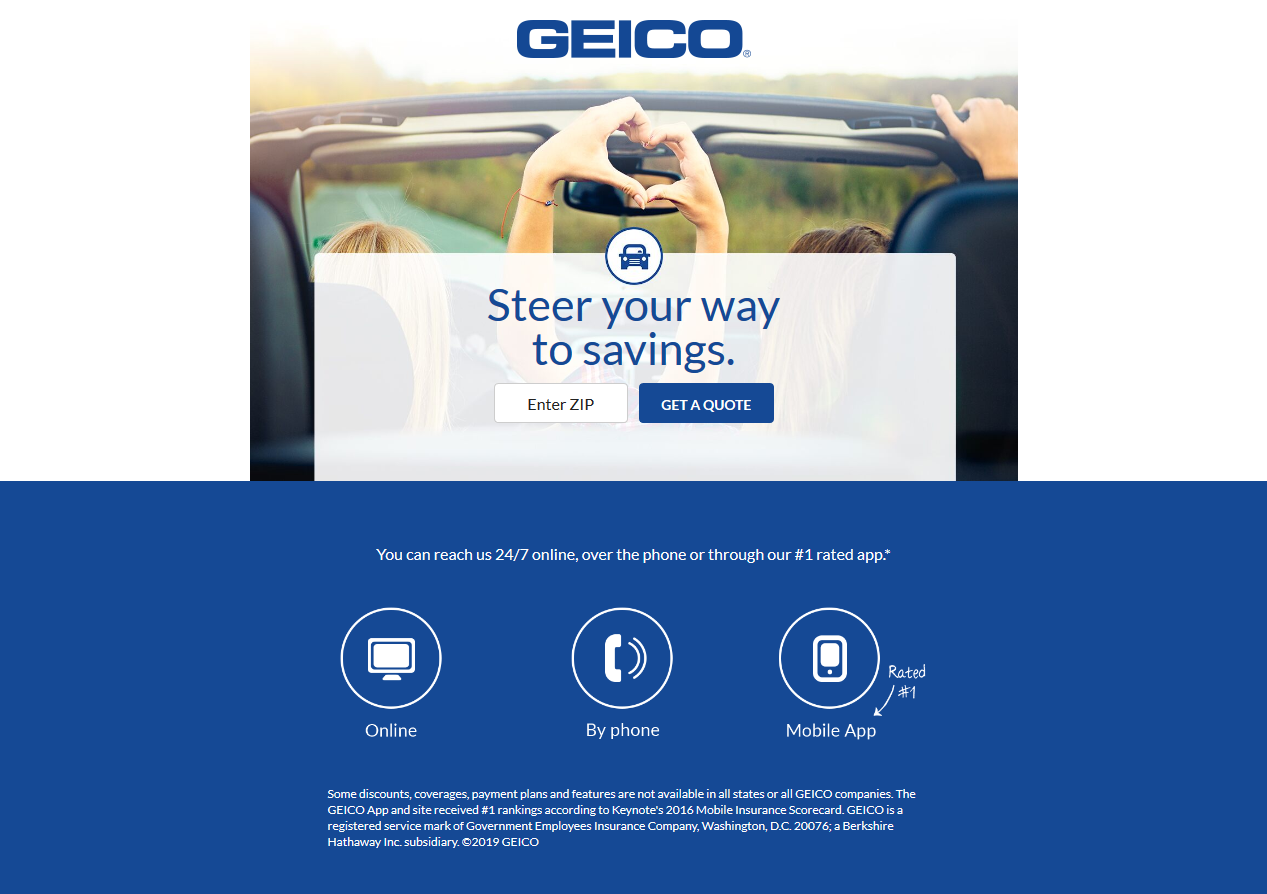 GEICO®
Steer your way
to savings.
Enter ZIP
GET A QUOTE
You can reach us 24/7 online, over the phone or through our #1 rated app.*
Rated
#1
Online
By phone
Mobile App
Some discounts, coverages, payment plans and features are not available in all states or all GEICO companies. The
GEICO App and site received #1 rankings according to Keynote's 2016 Mobile Insurance Scorecard. GEICO is a
registered service mark of Government Employees Insurance Company, Washington, D.C. 20076; a Berkshire
Hathaway Inc. subsidiary. ©2019 GEICO